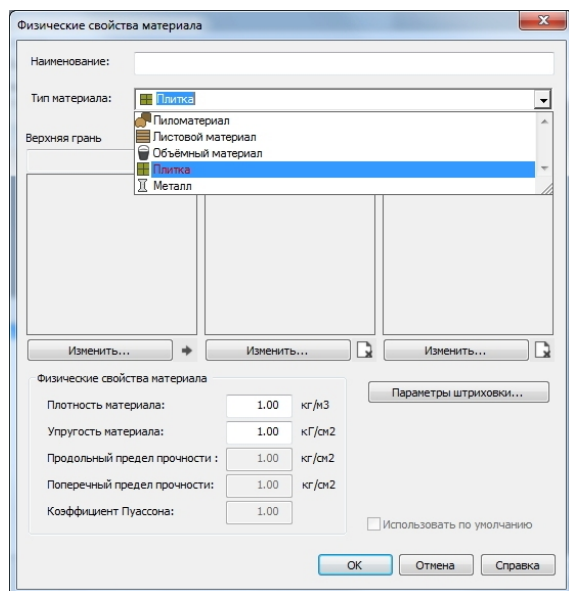 Физические свойства материала
Наименование:
Тип материала: Плитка
Пиломатериал
Листовой материал
Верхняя грань
Объёмный материал
Плитка
Металл
Изменить... Изменить... Изменить...
Физические свойства материала
Параметры штриховки...
Плотность материала: 1.00 кг/м3
Упругость материала: 1.00 кГ/см2
Продольный предел прочности : 1.00 кг/см2
Поперечный предел прочности: 1.00 кг/см2
Коэффициент Пуассона: 1.00
Использовать по умолчанию
ОК Отмена Справка